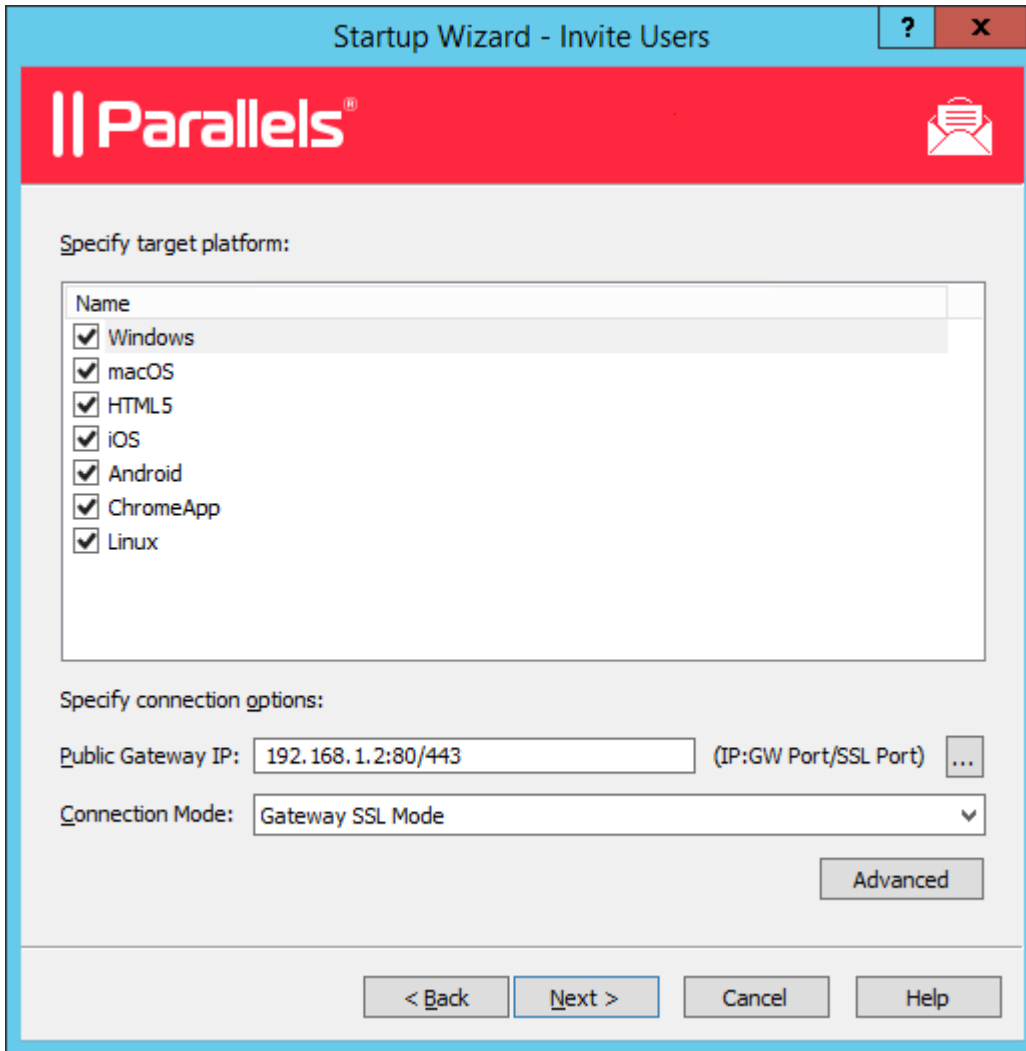 Startup Wizard - Invite Users ? x
Parallels®
Specify target platform:
Name
Windows
macOS
HTML5
iOS
Android
ChromeApp
Linux
Specify connection options:
Public Gateway IP: 192.168.1.2:80/443 (IP:GW Port/SSL Port) ...
Connection Mode: Gateway SSL Mode
Advanced
< Back Next > Cancel Help